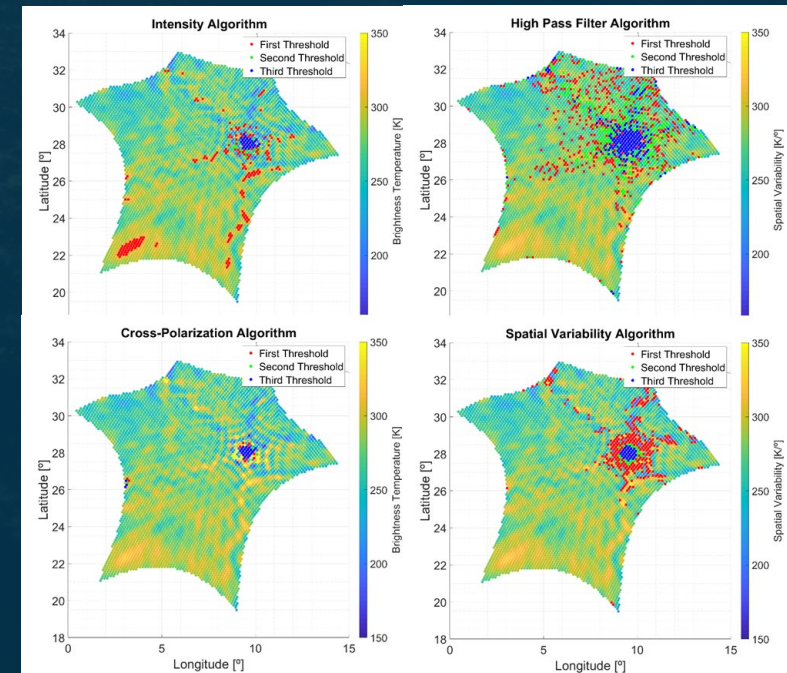 Intensity Algorithm
First Threshold
Second Threshold
Third Threshold
34
32
30
28
26
24
22
20
Latitude [º]
350
300
250
200
Brightness Temperature [K]
High Pass Filter Algorithm
First Threshold
Second Threshold
Third Threshold
34
32
30
28
26
24
22
20
Latitude [º]
350
300
250
200
Spatial Variability [K/º]
Cross-Polarization Algorithm
First Threshold
Second Threshold
Third Threshold
34
32
30
28
26
24
22
20
18
Latitude [º]
0
5
10
15
Longitude [º]
350
300
250
200
150
Brightness Temperature [K]
Spatial Variability Algorithm
First Threshold
Second Threshold
Third Threshold
34
32
30
28
26
24
22
20
18
Latitude [º]
0
5
10
15
Longitude [º]
350
300
250
200
150
Spatial Variability [K/º]